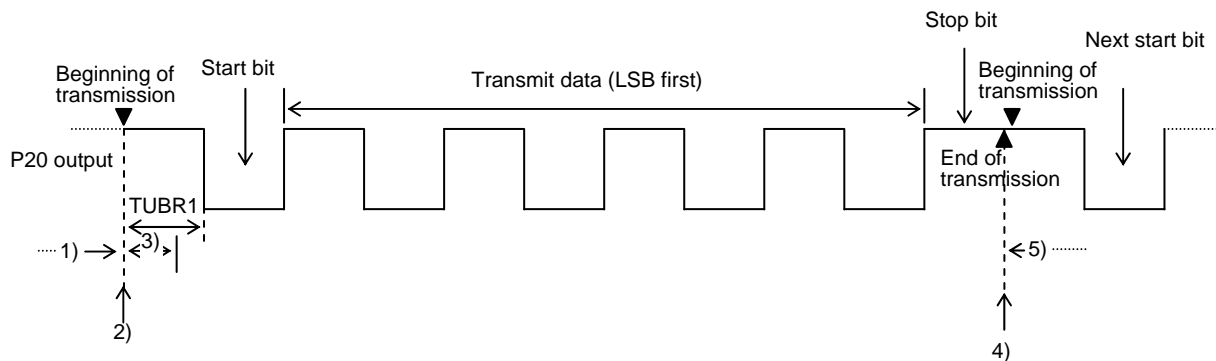 Stop bit
Next start bit
Start bit
Beginning of
transmission
Transmit data (LSB first)
Beginning of
transmission
P20 output
End of
transmission
TUBR1
1)
3)
5)
2)
4)